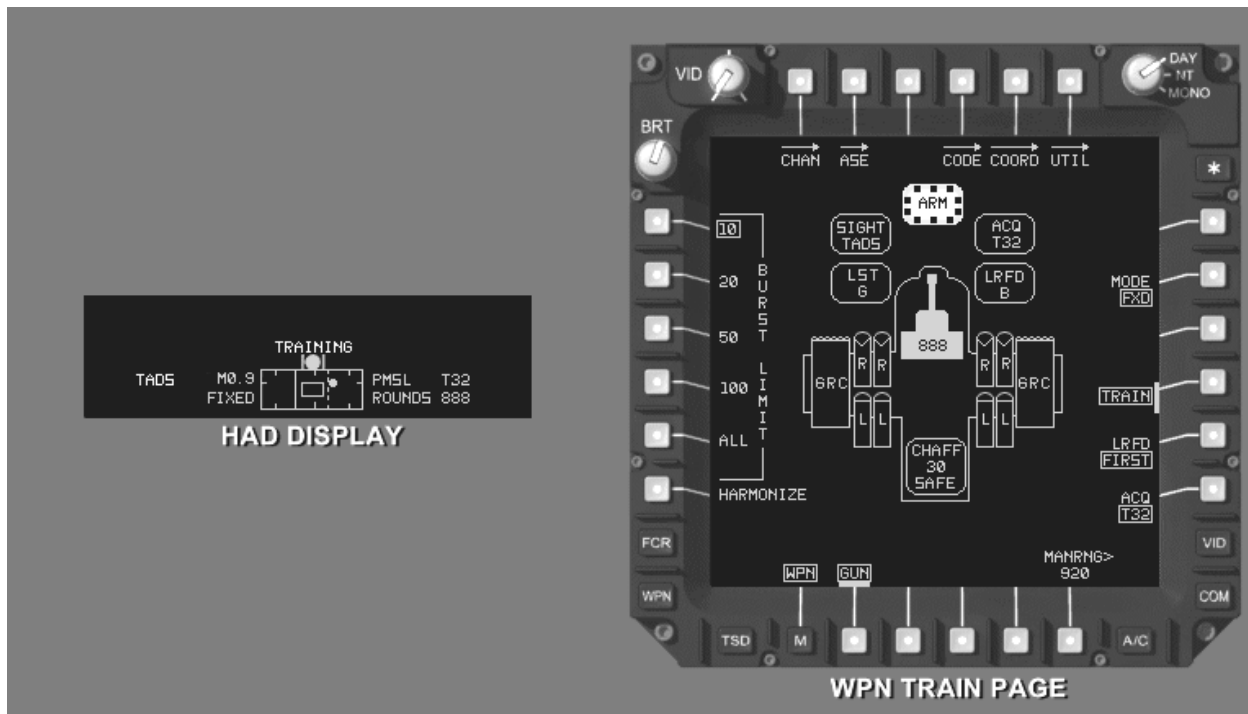 VID
DAY
NT
MONO
BRT
CHAN ASE CODE COORD UTIL
*
ARM
10
SIGHT
TADS
ACQ
T32
20
LST
G
LRFD
B
MODE
FXD
BURST LIMIT
50
888
100
6RC
R R
R R
6RC
TRAIN
L L
L L
ALL
CHAFF
30
SAFE
LRFD
FIRST
HARMONIZE
ACQ
T32
FCR
VID
MANRNG>
920
WPN GUN
WPN
COM
TSD M A/C
WPN TRAIN PAGE
TRAINING
TADS M0.9 PMSL T32
FIXED ROUNDS 888
HAD DISPLAY